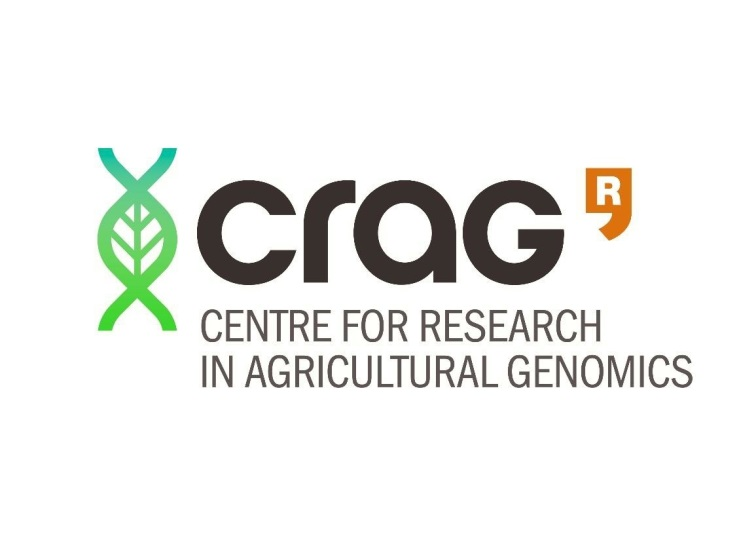 craG R
CENTRE FOR RESEARCH
IN AGRICULTURAL GENOMICS